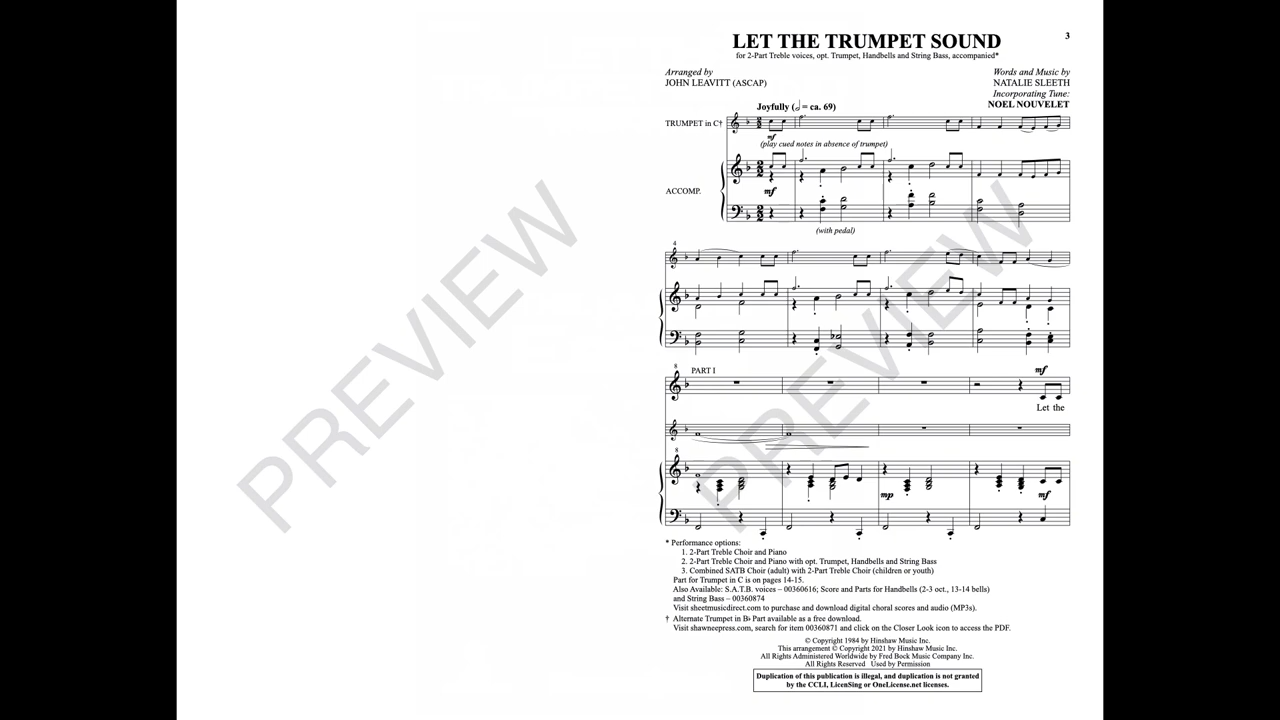 3
LET THE TRUMPET SOUND
for 2-Part Treble voices, opt. Trumpet, Handbells and String Bass, accompanied*
Arranged by
JOHN LEAVITT (ASCAP)
Words and Music by
NATALIE SLEETH
Incorporating Tune:
NOEL NOUVELET
Joyfully (𝅗𝅥 = ca. 69)
TRUMPET in C†
mf
(play cued notes in absence of trumpet)
ACCOMP.
mf
(with pedal)
4
8
PART I
mf
Let the
8
mp
mf
* Performance options:
1. 2-Part Treble Choir and Piano
2. 2-Part Treble Choir and Piano with opt. Trumpet, Handbells and String Bass
3. Combined SATB Choir (adult) with 2-Part Treble Choir (children or youth)
Part for Trumpet in C is on pages 14-15.
Also Available: S.A.T.B. voices – 00360616; Score and Parts for Handbells (2-3 oct., 13-14 bells)
and String Bass – 00360874
Visit sheetmusicdirect.com to purchase and download digital choral scores and audio (MP3s).
† Alternate Trumpet in B♭ Part available as a free download.
Visit shawneepress.com, search for item 00360871 and click on the Closer Look icon to access the PDF.
© Copyright 1984 by Hinshaw Music Inc.
This arrangement © Copyright 2021 by Hinshaw Music Inc.
All Rights Administered Worldwide by Fred Bock Music Company Inc.
All Rights Reserved Used by Permission
Duplication of this publication is illegal, and duplication is not granted
by the CCLI, LicenSing or OneLicense.net licenses.
PREVIEW
PREVIEW